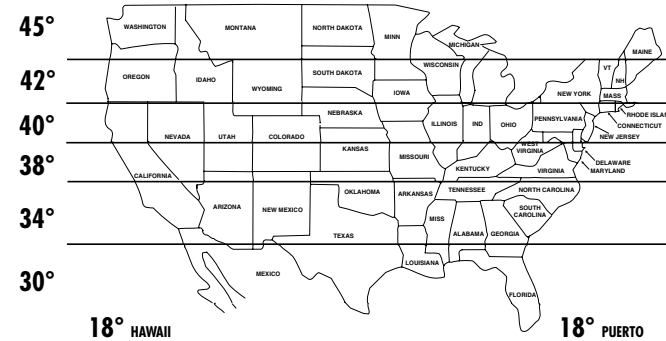 45°
WASHINGTON
MONTANA
NORTH DAKOTA
MINN
MICHIGAN
MAINE
WISCONSIN
VT
NH
42°
OREGON
IDAHO
WYOMING
SOUTH DAKOTA
IOWA
NEW YORK
MASS
RHODE ISLAN
CONNECTICUT
40°
NEVADA
UTAH
COLORADO
NEBRASKA
ILLINOIS
IND
OHIO
PENNSYLVANIA
NEW JERSEY
KANSAS
WEST
VIRGINIA
38°
CALIFORNIA
MISSOURI
KENTUCKY
VIRGINIA
DELAWARE
MARYLAND
34°
ARIZONA
NEW MEXICO
OKLAHOMA
ARKANSAS
TENNESSEE
NORTH CAROLINA
SOUTH
CAROLINA
TEXAS
MISS
ALABAMA
GEORGIA
30°
MEXICO
LOUISIANA
FLORIDA
18° HAWAII
18° PUERTO